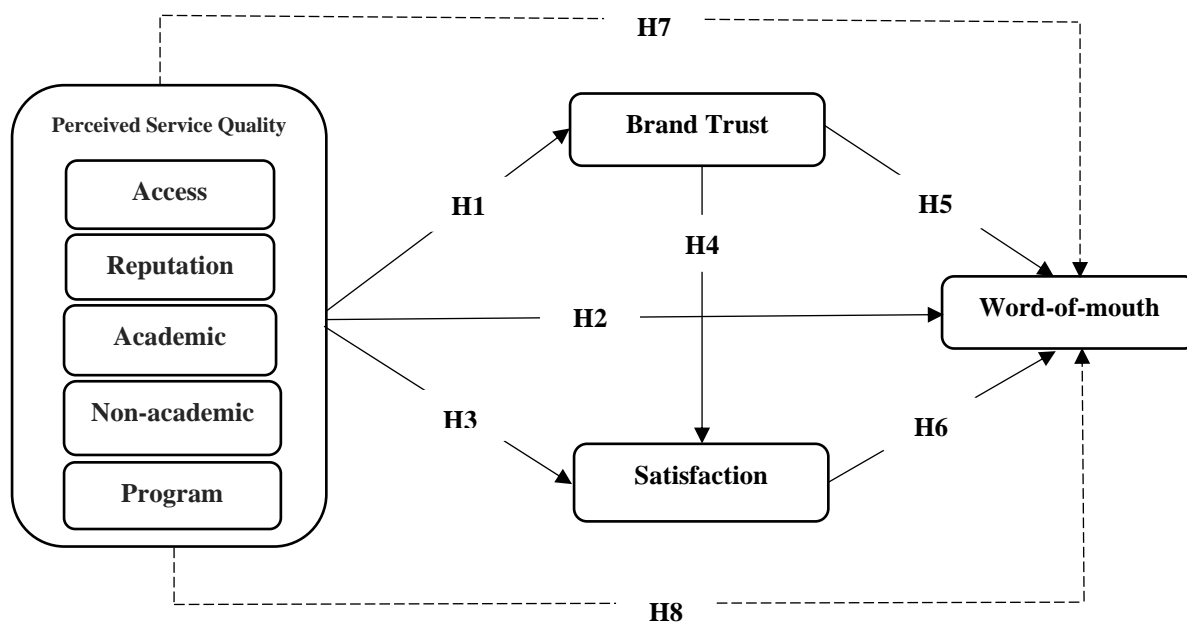 H7
Perceived Service Quality
Brand Trust
Access
H1
H5
Reputation
H4
Academic
H2
Word-of-mouth
Non-academic
H3
H6
Satisfaction
Program
H8